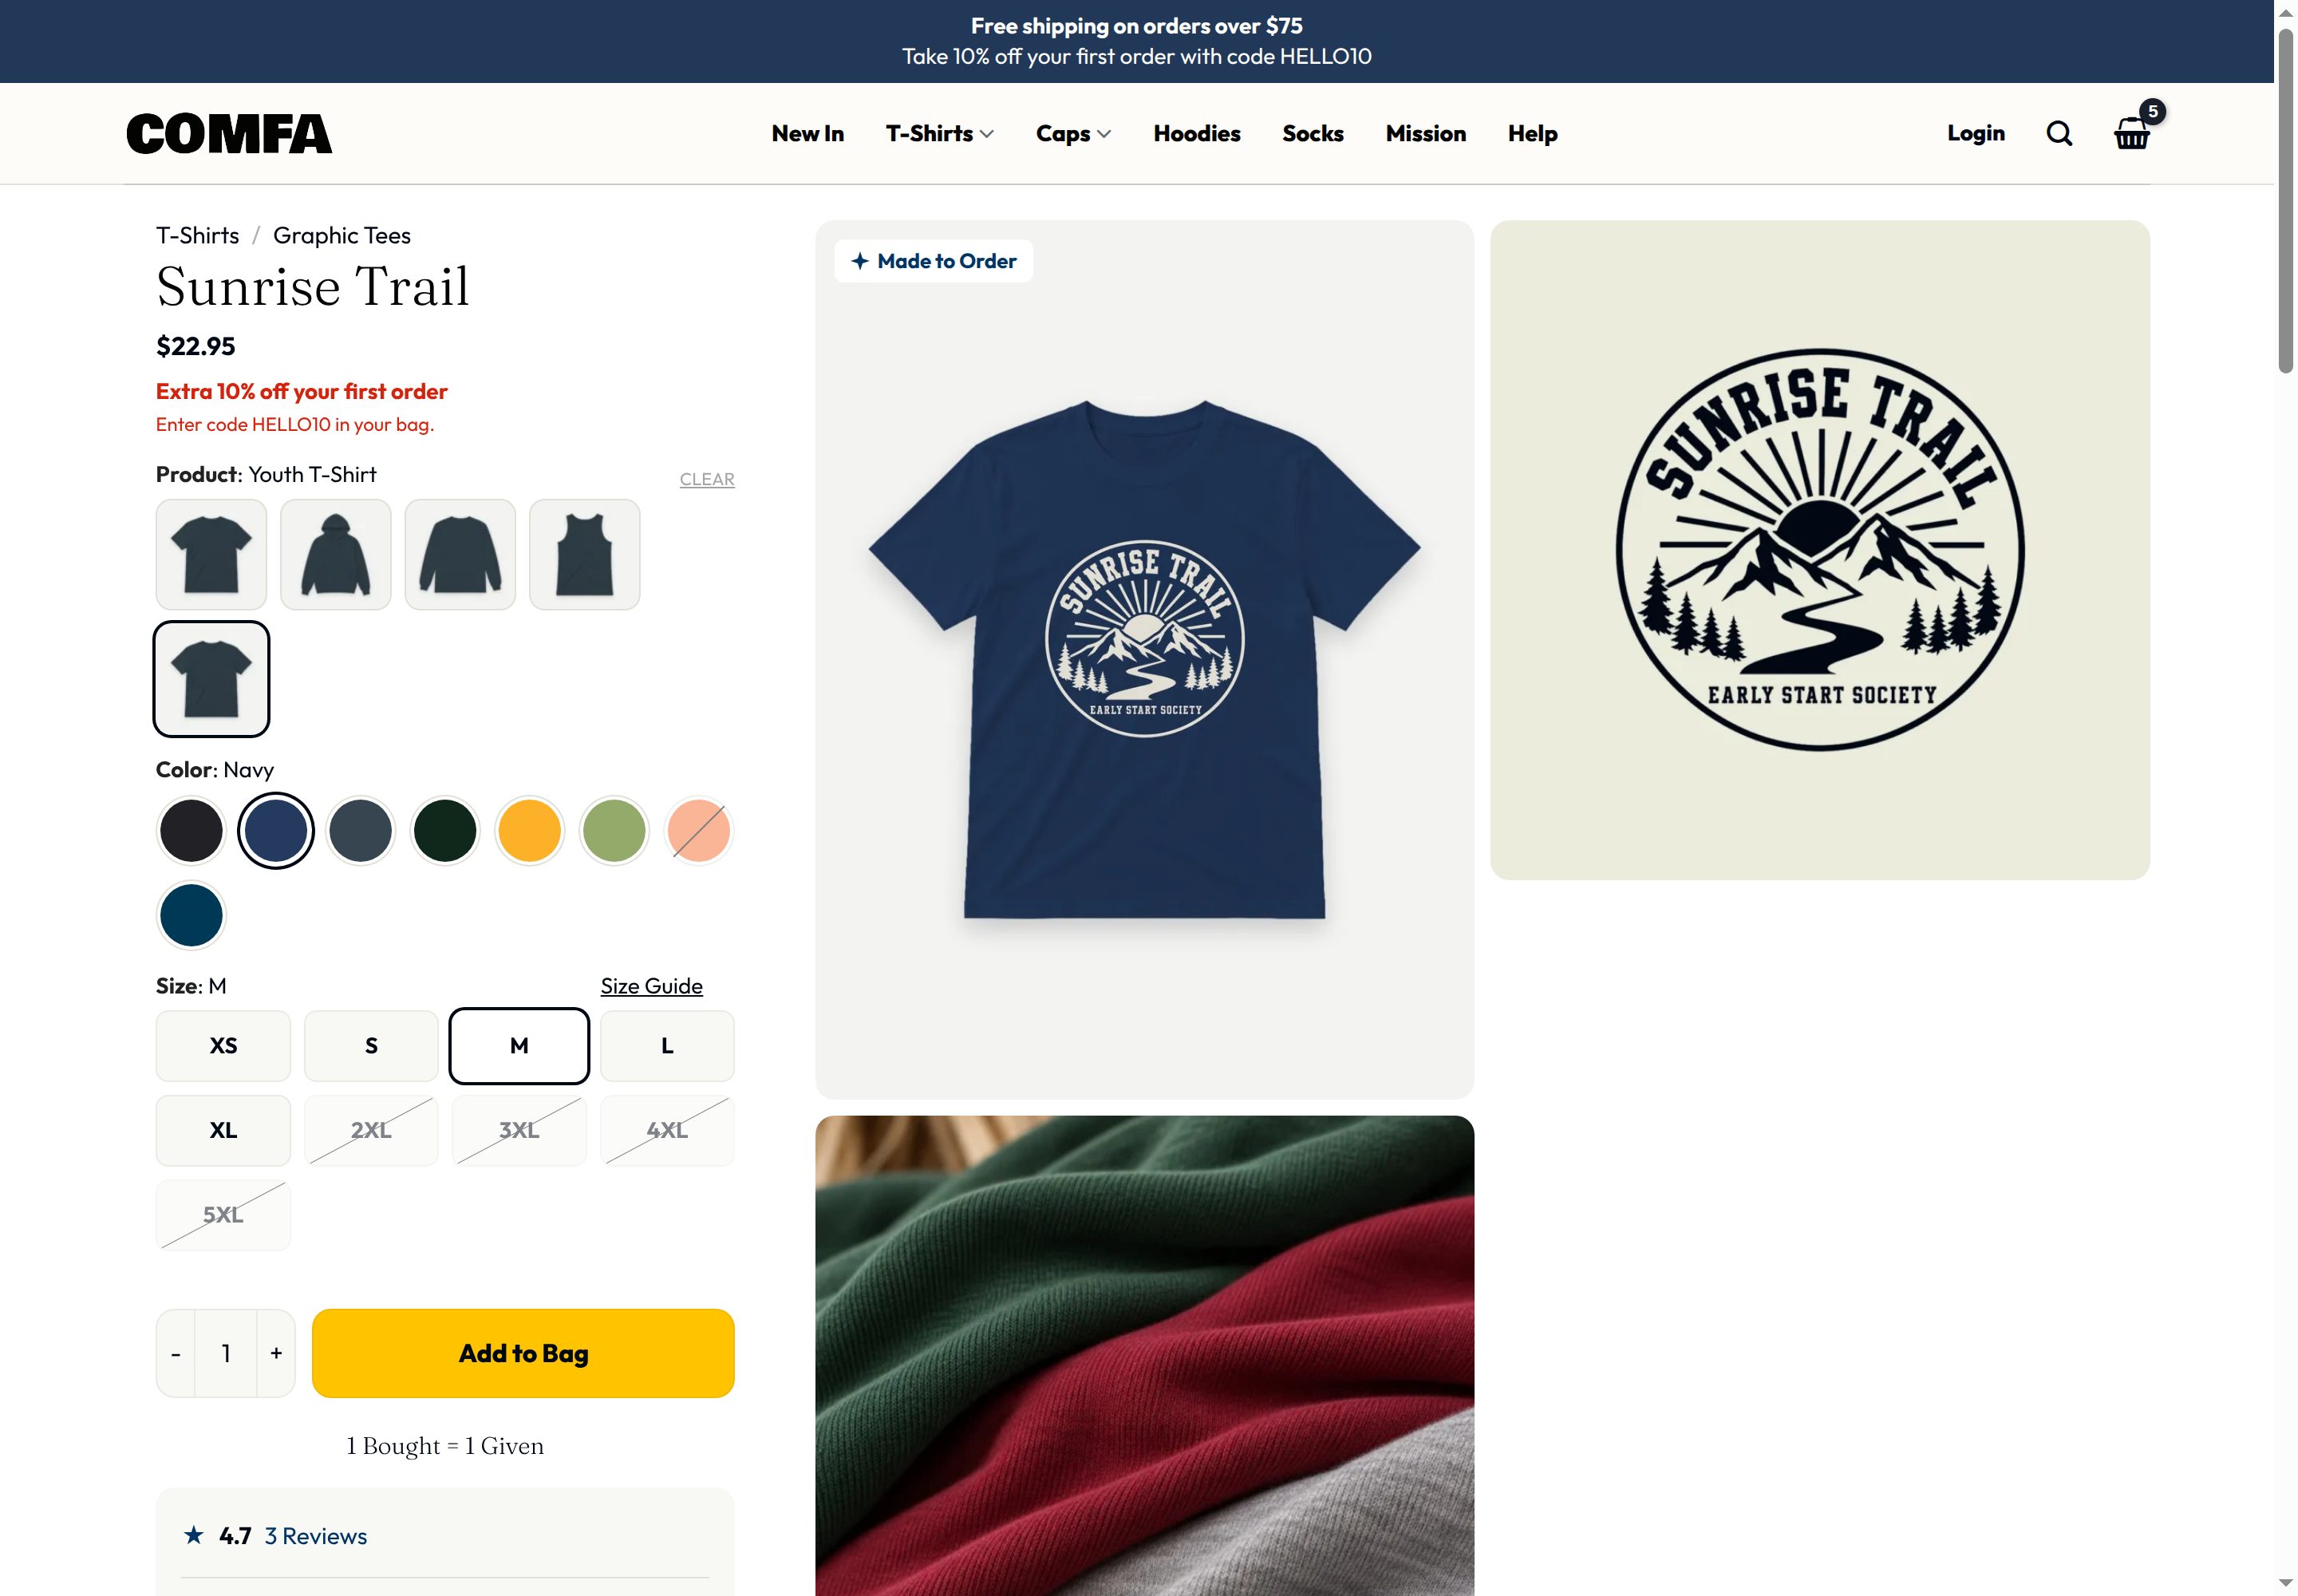 Free shipping on orders over $75
Take 10% off your first order with code HELLO10
COMFA
New In
T-Shirts
Caps
Hoodies
Socks
Mission
Help
Login
5
T-Shirts / Graphic Tees
Sunrise Trail
$22.95
Extra 10% off your first order
Enter code HELLO10 in your bag.
Product: Youth T-Shirt
CLEAR
Color: Navy
Size: M
Size Guide
XS
S
M
L
XL
2XL
3XL
4XL
5XL
- 1 +
Add to Bag
1 Bought = 1 Given
★ 4.7 3 Reviews
Made to Order
SUNRISE TRAIL
EARLY START SOCIETY
SUNRISE TRAIL
EARLY START SOCIETY